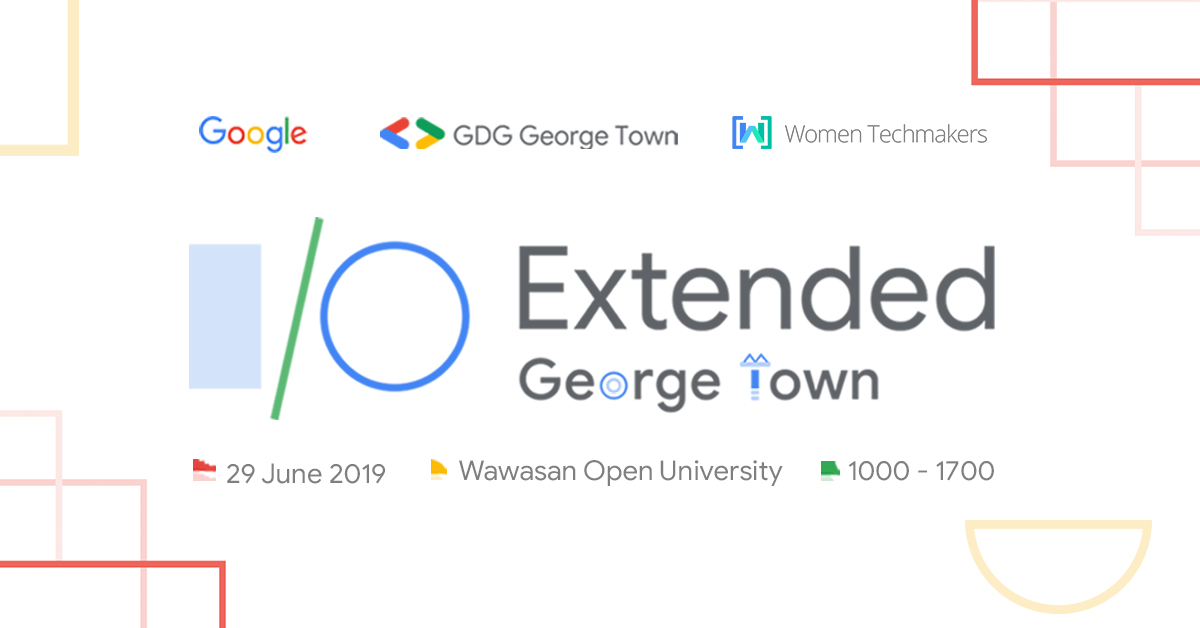 Google GDG George Town Women Techmakers
I/O Extended
George Town
29 June 2019 Wawasan Open University 1000 - 1700